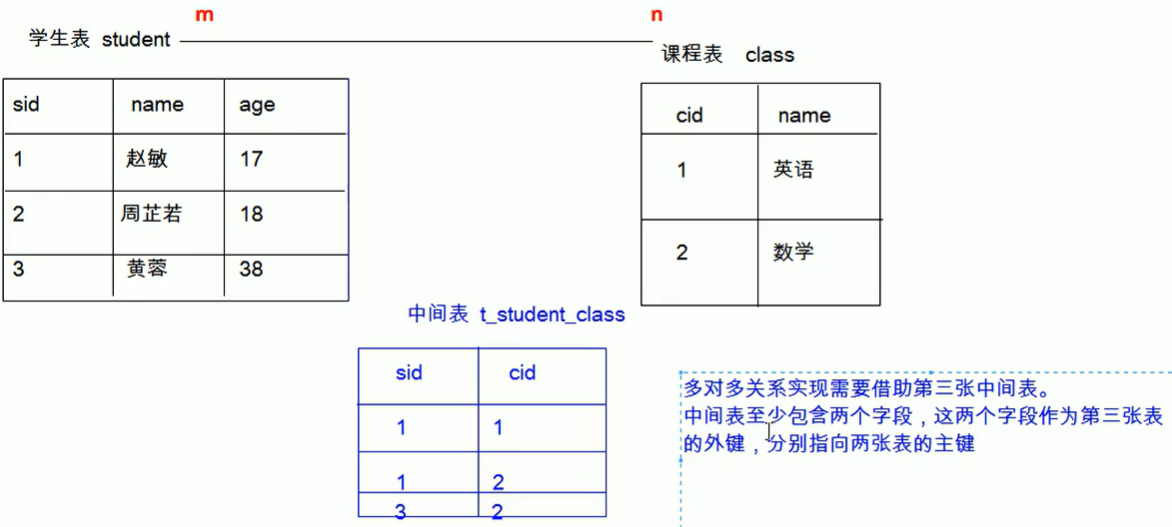 m n
学生表 student
课程表 class
sid name age
1 赵敏 17
2 周芷若 18
3 黄蓉 38
cid name
1 英语
2 数学
中间表 t_student_class
sid cid
1 1
1 2
3 2
多对多关系实现需要借助第三张中间表。
中间表至少包含两个字段，这两个字段作为第三张表
的外键，分别指向两张表的主键